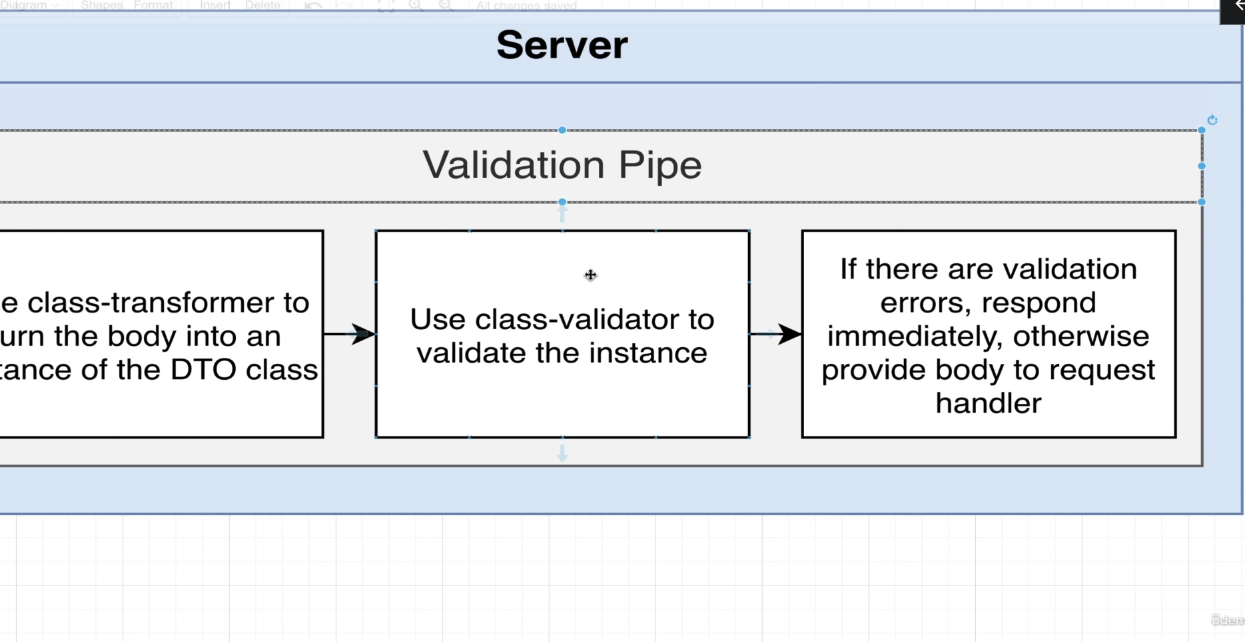 Diagram Shapes Format Insert Delete All changes saved
Server
Validation Pipe
e class-transformer to
urn the body into an
tance of the DTO class
Use class-validator to
validate the instance
If there are validation
errors, respond
immediately, otherwise
provide body to request
handler